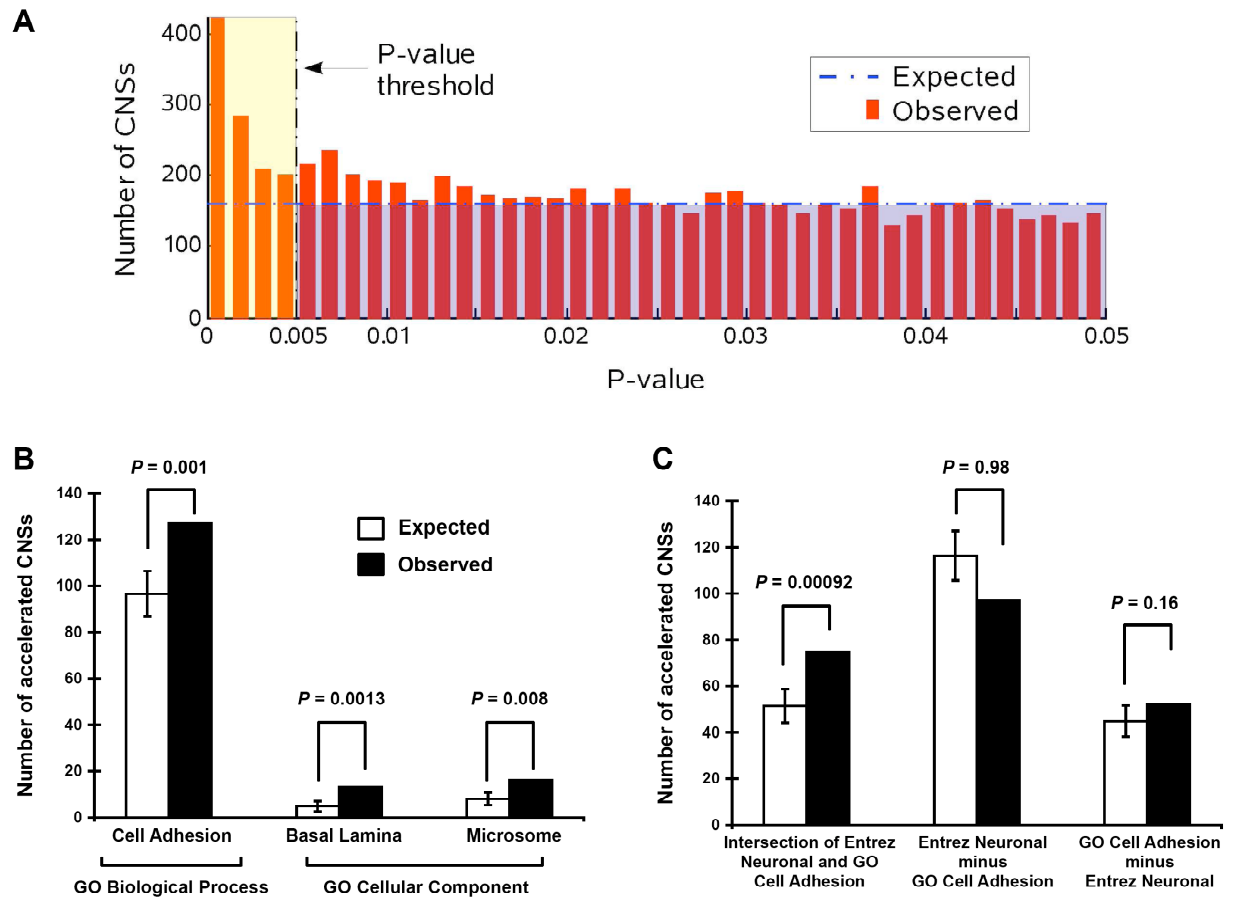 A
400
300
200
100
0
Number of CNSs
P-value
threshold
Expected
Observed
0
0.005
0.01
0.02
0.03
0.04
0.05
P-value
B
P = 0.001
140
120
100
80
60
40
20
0
Number of accelerated CNSs
Expected
Observed
P = 0.0013
P = 0.008
Cell Adhesion
Basal Lamina
Microsome
GO Biological Process
GO Cellular Component
C
P = 0.98
140
120
100
80
60
40
20
0
Number of accelerated CNSs
P = 0.00092
P = 0.16
Intersection of Entrez
Neuronal and GO
Cell Adhesion
Entrez Neuronal
minus
GO Cell Adhesion
GO Cell Adhesion
minus
Entrez Neuronal